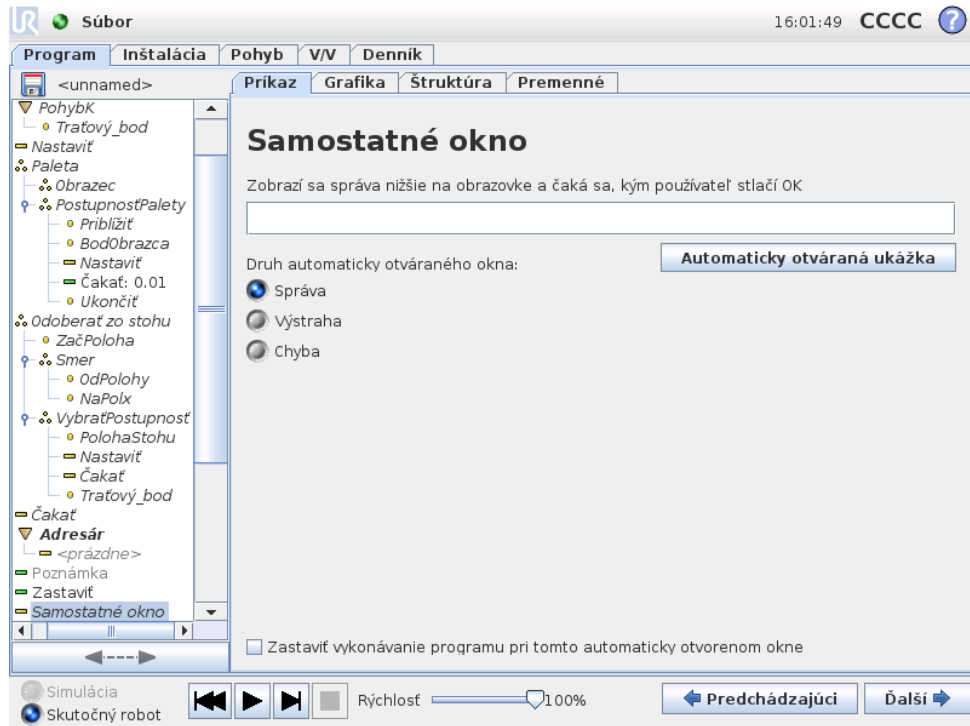 UR Súbor 16:01:49 CCCC ?
Program Inštalácia Pohyb V/V Denník
<unnamed>
Príkaz Grafika Štruktúra Premenné
PohybK
Traťový_bod
Nastaviť
Paleta
Obrazec
PostupnosťPalety
Priblížiť
BodObrazca
Nastaviť
Čakať: 0.01
Ukončiť
Odoberať zo stohu
ZačPoloha
Smer
OdPolohy
NaPolx
VybraťPostupnosť
PolohaStohu
Nastaviť
Čakať
Traťový_bod
Čakať
Adresár
<prázdne>
Poznámka
Zastaviť
Samostatné okno
Samostatné okno
Zobrazí sa správa nižšie na obrazovke a čaká sa, kým používateľ stlačí OK
Automaticky otváraná ukážka
Druh automaticky otváraného okna:
Správa
Výstraha
Chyba
Zastaviť vykonávanie programu pri tomto automaticky otvorenom okne
Simulácia
Skutočný robot
Rýchlosť 100%
Predchádzajúci
Ďalší